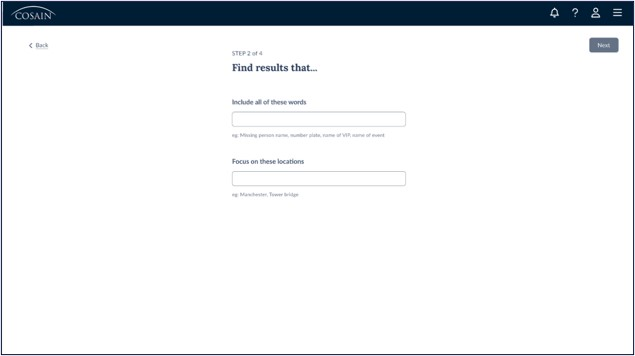 COSAIN
Back
Next
STEP 2 of 4
Find results that...
Include all of these words
eg. Missing person name, number plate, name of VIP, name of event
Focus on these locations
eg. Manchester, Tower bridge